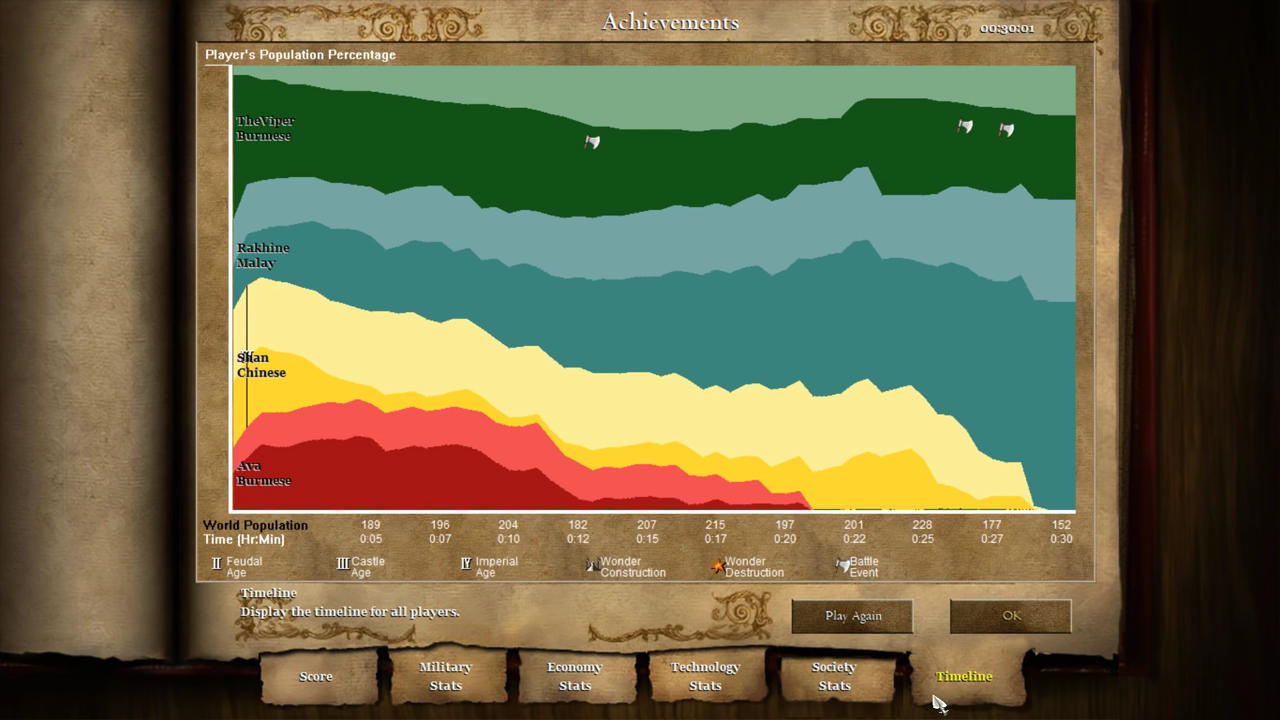 Achievements
00:30:01
Player's Population Percentage
TheViper
Burmese
Rakhine
Malay
Shan
Chinese
Ava
Burmese
World Population 189 196 204 182 207 215 197 201 228 177 152
Time (Hr:Min) 0:05 0:07 0:10 0:12 0:15 0:17 0:20 0:22 0:25 0:27 0:30
II Feudal Age
III Castle Age
IV Imperial Age
Wonder Construction
Wonder Destruction
Battle Event
Timeline
Display the timeline for all players.
Play Again
OK
Score
Military Stats
Economy Stats
Technology Stats
Society Stats
Timeline